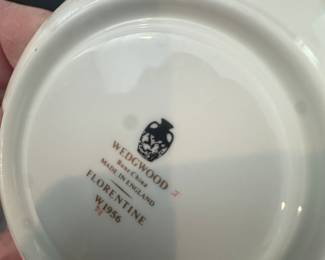 WEDGWOOD
Bone China
MADE IN ENGLAND
FLORENTINE
W1956